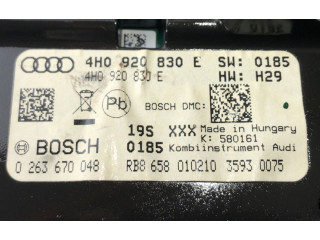 4H0 920 830 E SW: 0185
4H0 920 830 E HW: H29
Pb
BOSCH DMC:
19S XXX Made in Hungary
K: 580161
BOSCH 0185 Kombiinstrument Audi
0 263 670 048 RB8 658 010210 3593 0075